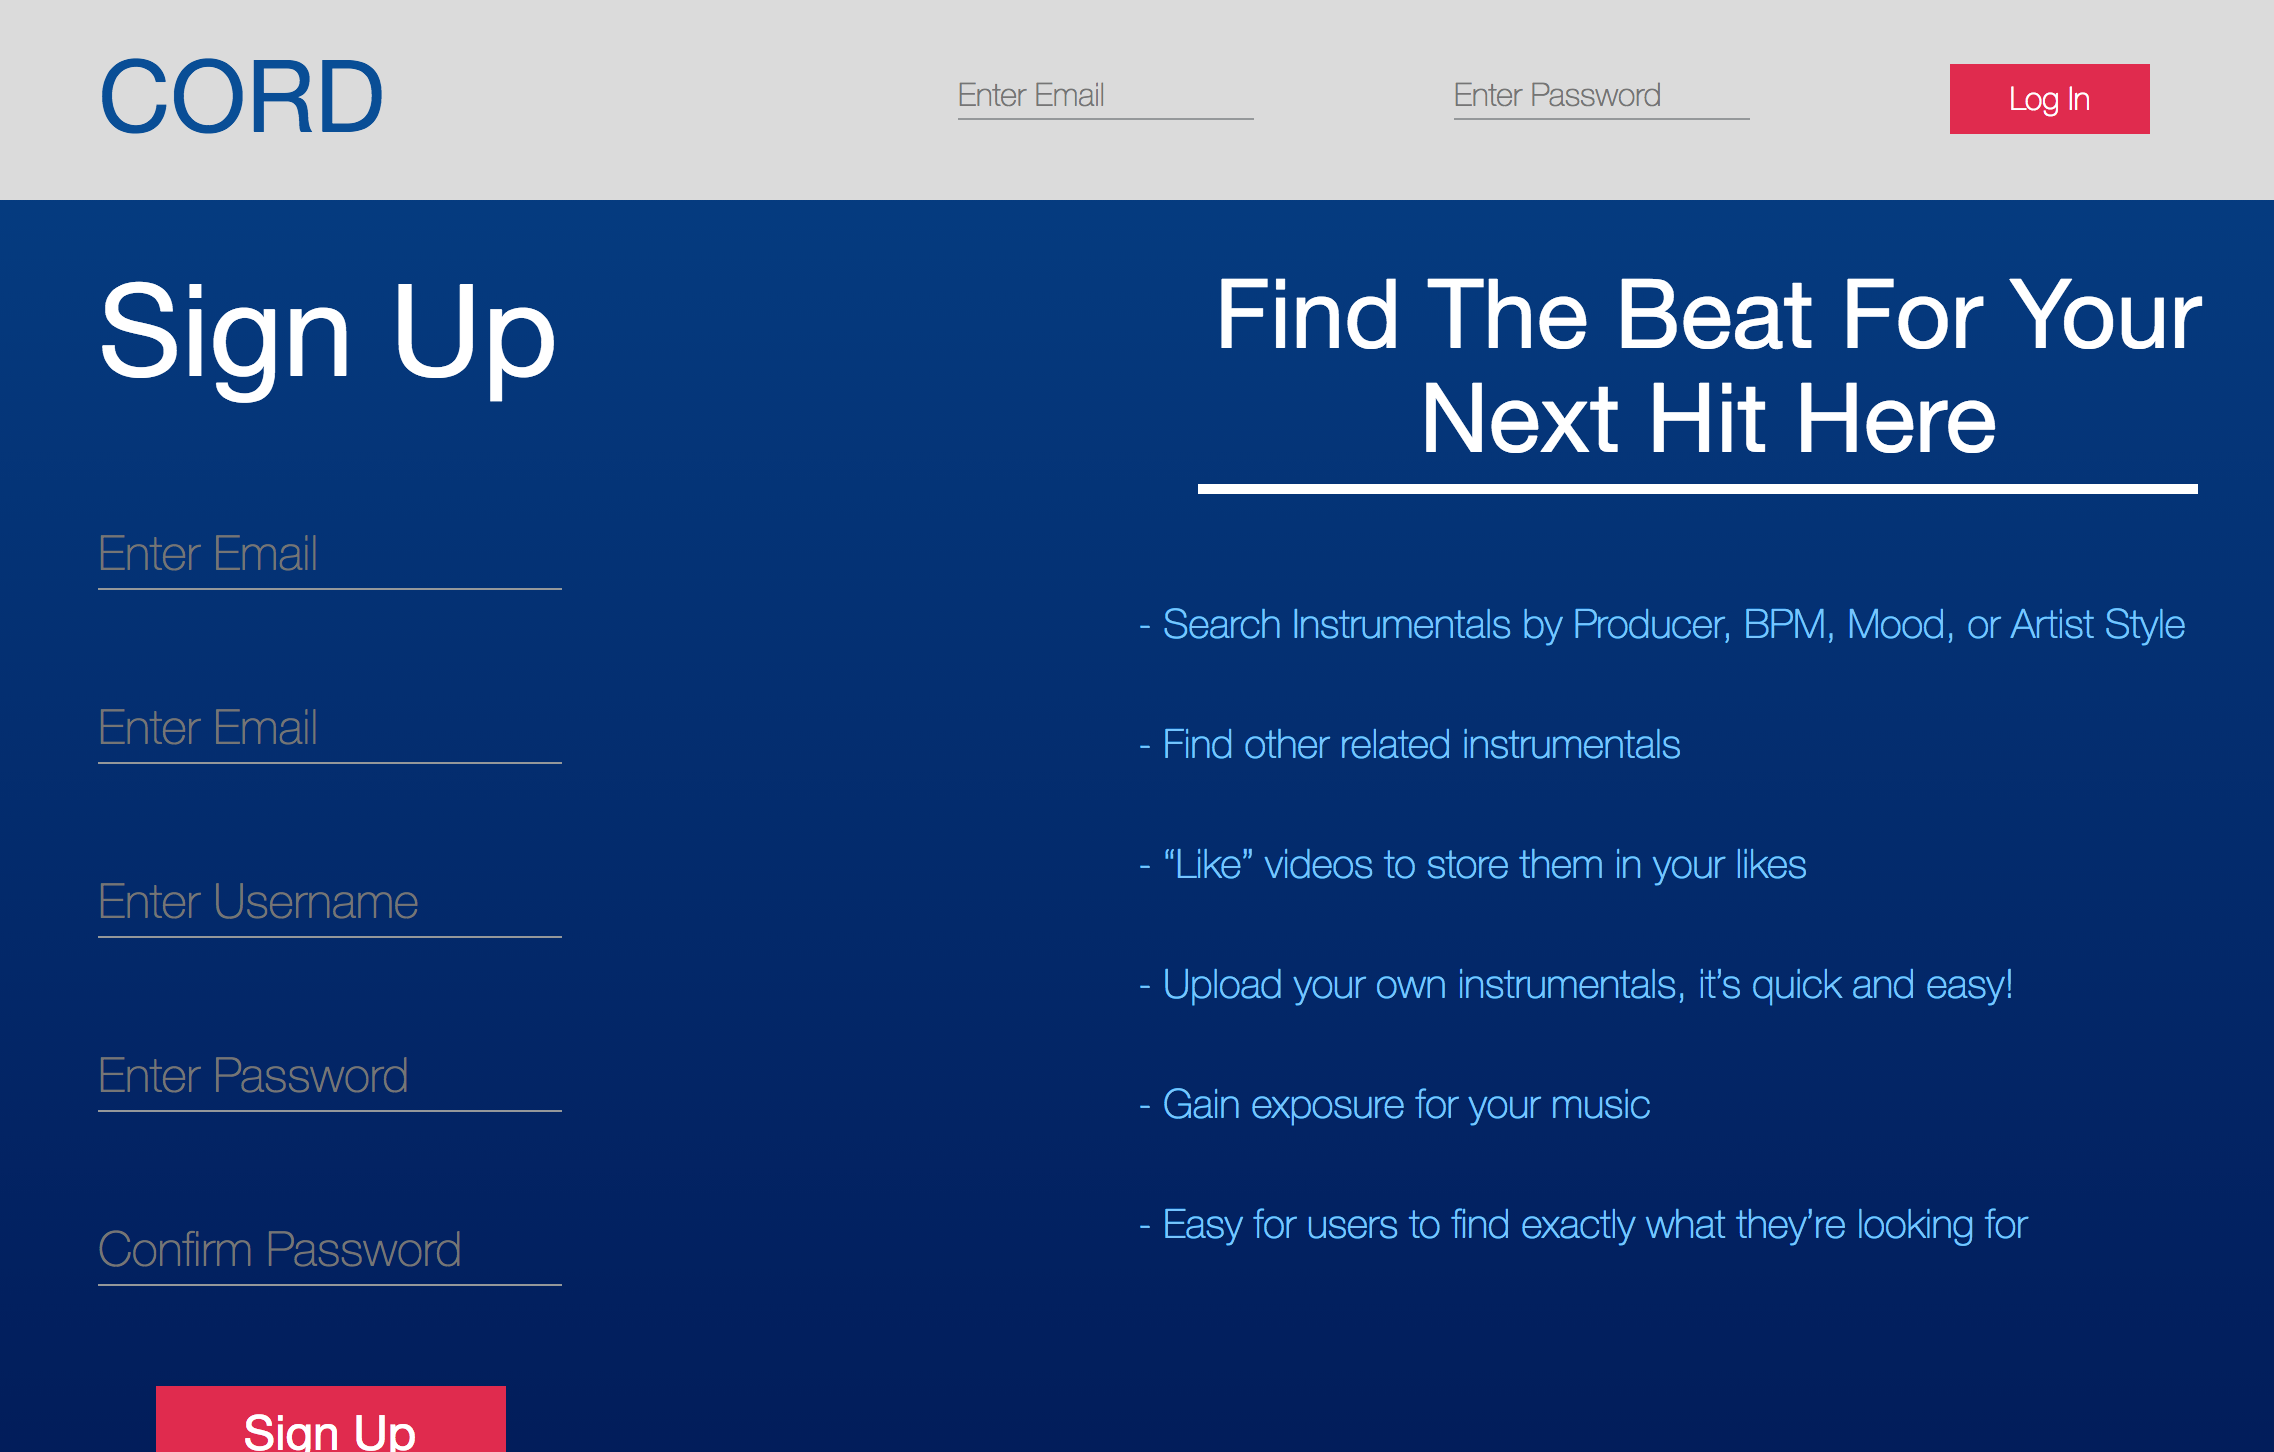 CORD
Enter Email
Enter Password
Log In
Sign Up
Enter Email
Enter Email
Enter Username
Enter Password
Confirm Password
Sign Up
Find The Beat For Your
Next Hit Here
- Search Instrumentals by Producer, BPM, Mood, or Artist Style
- Find other related instrumentals
- “Like” videos to store them in your likes
- Upload your own instrumentals, it’s quick and easy!
- Gain exposure for your music
- Easy for users to find exactly what they’re looking for